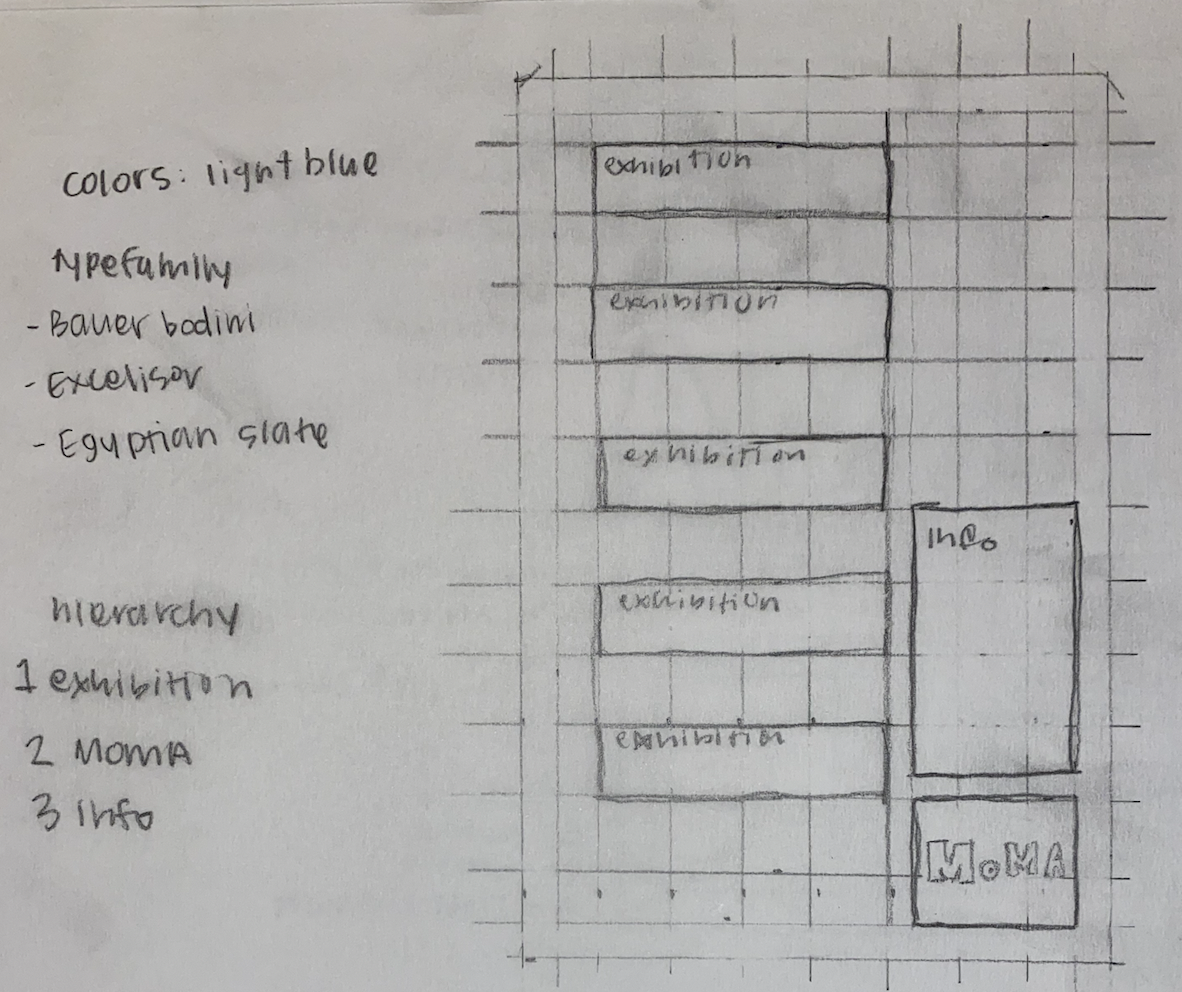 colors: light blue
typefamily
- Bauer bodini
- Excelisor
- Egyptian slate
hierarchy
1 exhibition
2 MomA
3 Info
exhibition
exhibition
exhibition
Info
exhibition
exhibition
MoMA